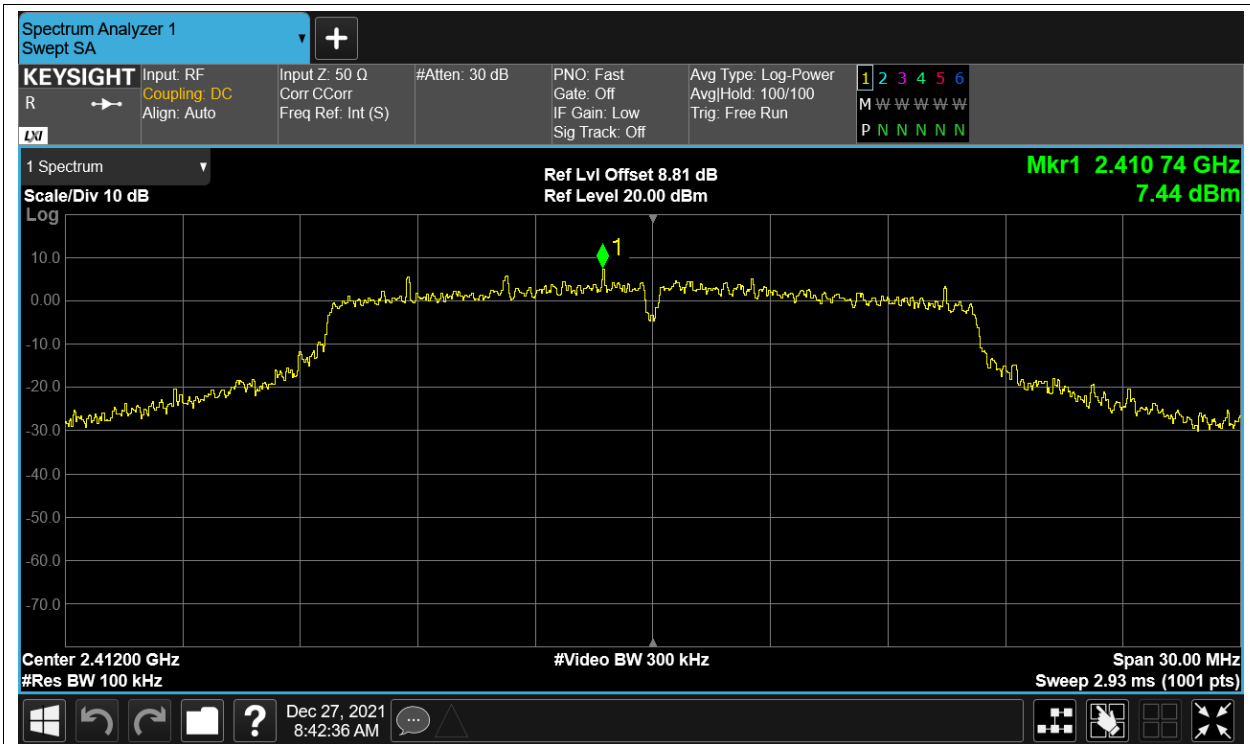 Spectrum Analyzer 1
Swept SA
KEYSIGHT Input: RF Input Z: 50 Ω #Atten: 30 dB PNO: Fast Avg Type: Log-Power 1 2 3 4 5 6
R Coupling: DC Corr CCorr Gate: Off Avg|Hold: 100/100 M W W W W W
Align: Auto Freq Ref: Int (S) IF Gain: Low Trig: Free Run
LXI Sig Track: Off P N N N N N
1 Spectrum Ref Lvl Offset 8.81 dB Mkr1 2.410 74 GHz
Scale/Div 10 dB Ref Level 20.00 dBm 7.44 dBm
Log
1
10.0
0.00
-10.0
-20.0
-30.0
-40.0
-50.0
-60.0
-70.0
Center 2.41200 GHz #Video BW 300 kHz Span 30.00 MHz
#Res BW 100 kHz Sweep 2.93 ms (1001 pts)
? Dec 27, 2021
8:42:36 AM